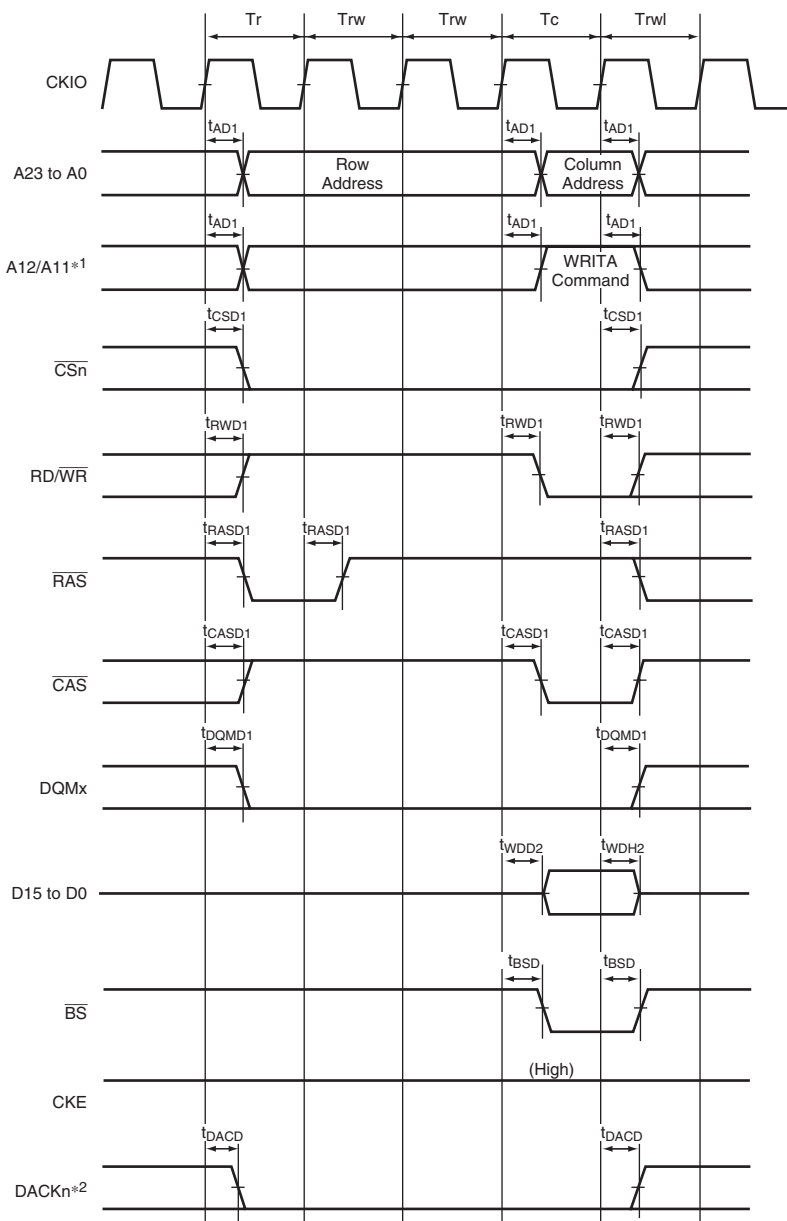 Tr Trw Trw Tc Trwl
CKIO
tAD1 tAD1 tAD1
A23 to A0 Row Address Column Address
tAD1 tAD1 tAD1
A12/A11*1 WRITA Command
tCSD1 tCSD1
CSn
tRWD1 tRWD1 tRWD1
RD/WR
tRASD1 tRASD1 tRASD1
RAS
tCASD1 tCASD1 tCASD1
CAS
tDQMD1 tDQMD1
DQMx
tWDD2 tWDH2
D15 to D0
tBSD tBSD
BS
(High)
CKE
tDACD tDACD
DACKn*2